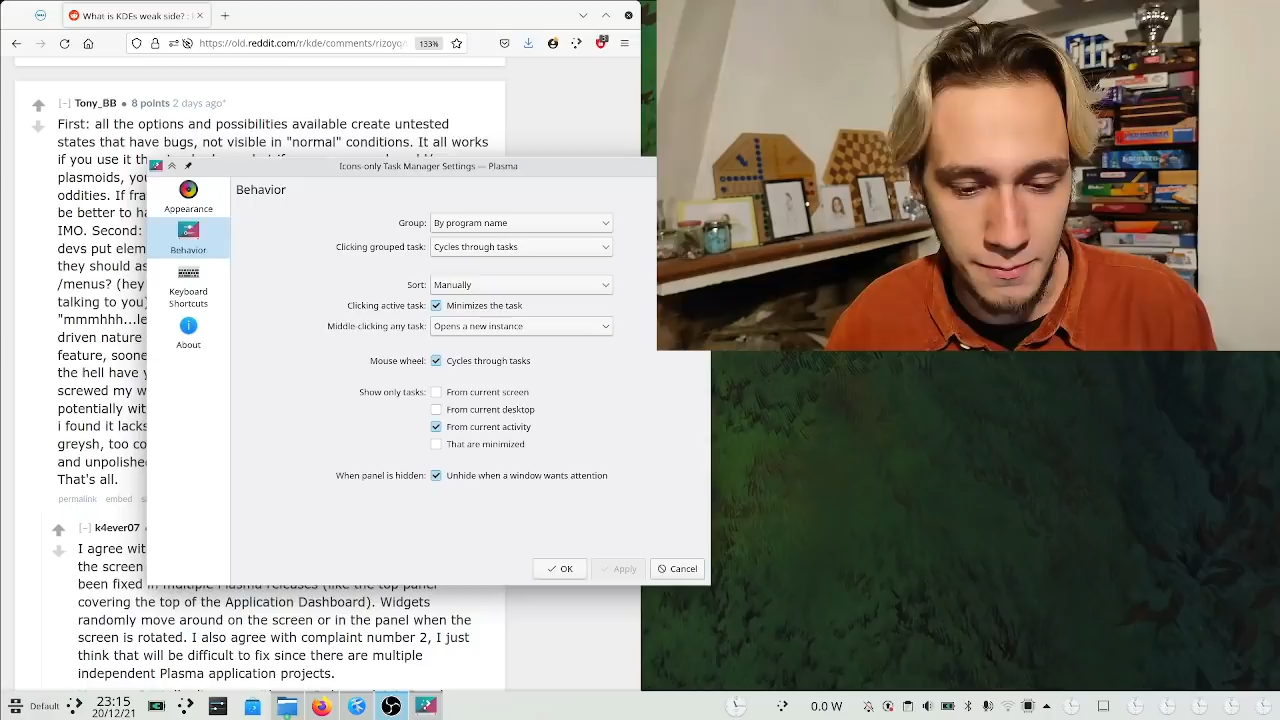 What is KDEs weak side? :
https://old.reddit.com/r/kde/comments/rizoyq/
133%
[–] Tony_BB ● 8 points 2 days ago*
First: all the options and possibilities available create untested
states that have bugs, not visible in "normal" conditions. It all works
if you use it th
plasmoids, you
oddities. If
be better to ha
IMO. Second:
devs put elem
they should as
/menus? (hey
talking to you)
"mmmhhh..le
driven nature
feature, soone
the hell have y
screwed my
potentially wit
i found it lacks
greysh, too co
and unpolished
That's all.
permalink embed
[–] k4ever07
I agree wit
the screen
been fixed in multiple Plasma releases (like the top panel
covering the top of the Application Dashboard). Widgets
randomly move around on the screen or in the panel when the
screen is rotated. I also agree with complaint number 2, I just
think that will be difficult to fix since there are multiple
independent Plasma application projects.
Icons-only Task Manager Settings — Plasma
Appearance
Behavior
Keyboard
Shortcuts
About
Behavior
Group: By program name
Clicking grouped task: Cycles through tasks
Sort: Manually
Clicking active task: Minimizes the task
Middle-clicking any task: Opens a new instance
Mouse wheel: Cycles through tasks
Show only tasks: From current screen
From current desktop
From current activity
That are minimized
When panel is hidden: Unhide when a window wants attention
OK Apply Cancel
Default
23:15
20/12/21
0.0 W